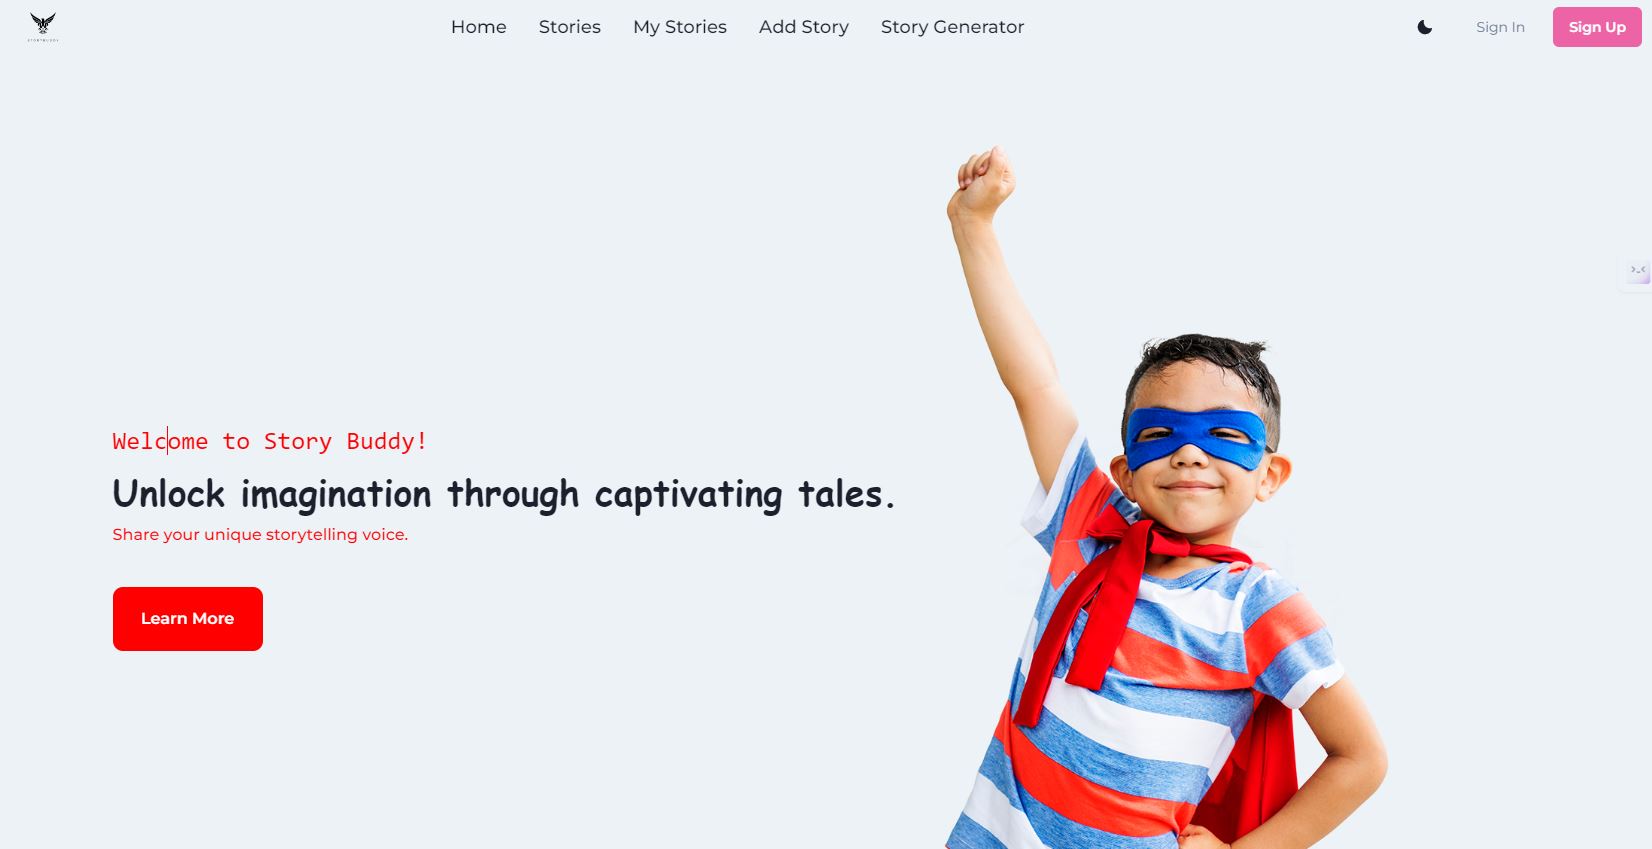 STORYBUDDY
Home Stories My Stories Add Story Story Generator Sign In Sign Up
Welcome to Story Buddy!
Unlock imagination through captivating tales.
Share your unique storytelling voice.
Learn More